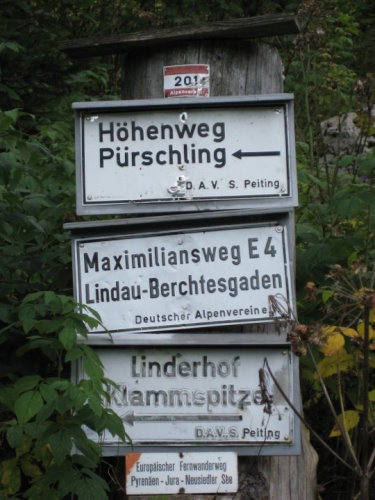 201
Alpenverein
Höhenweg
Pürschling
D.A.V. S. Peiting
Maximiliansweg E4
Lindau-Berchtesgaden
Deutscher Alpenverein e.
Linderhof
Klammspitze
D.A.V. S. Peiting
Europäischer Fernwanderweg
Pyrenäen - Jura - Neusiedler See